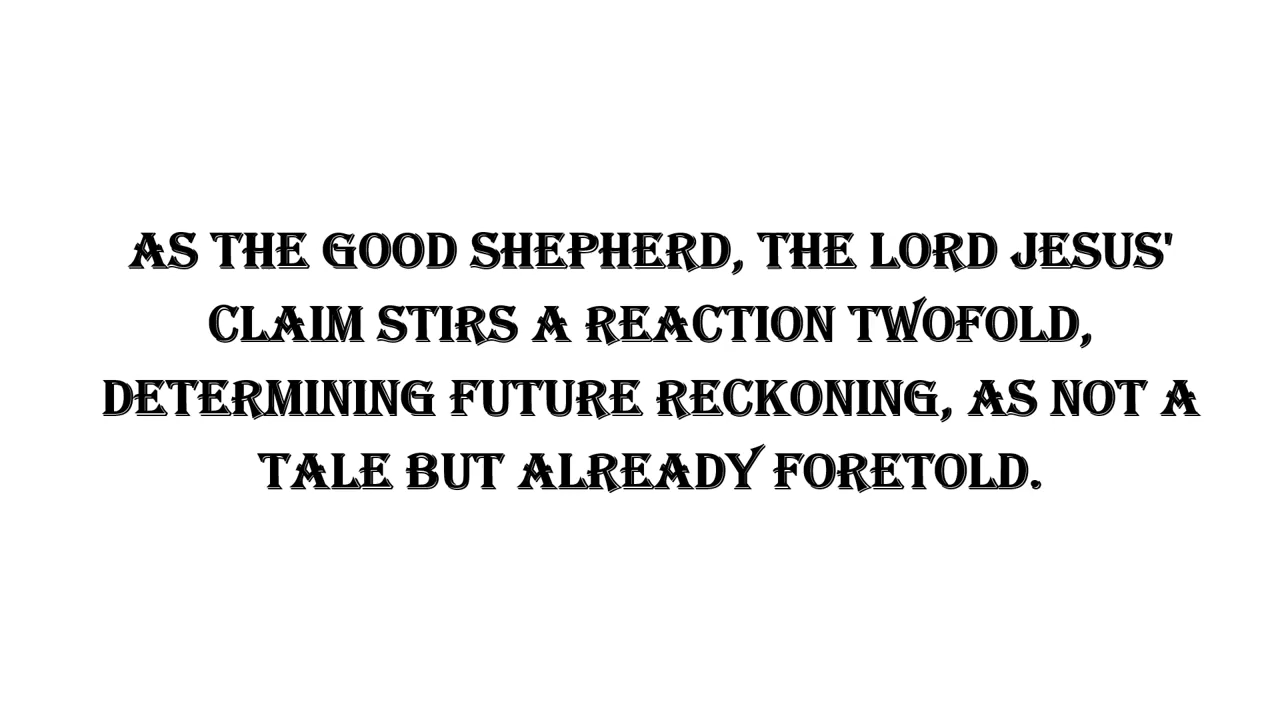 AS THE GOOD SHEPHERD, THE LORD JESUS'
CLAIM STIRS A REACTION TWOFOLD,
DETERMINING FUTURE RECKONING, AS NOT A
TALE BUT ALREADY FORETOLD.